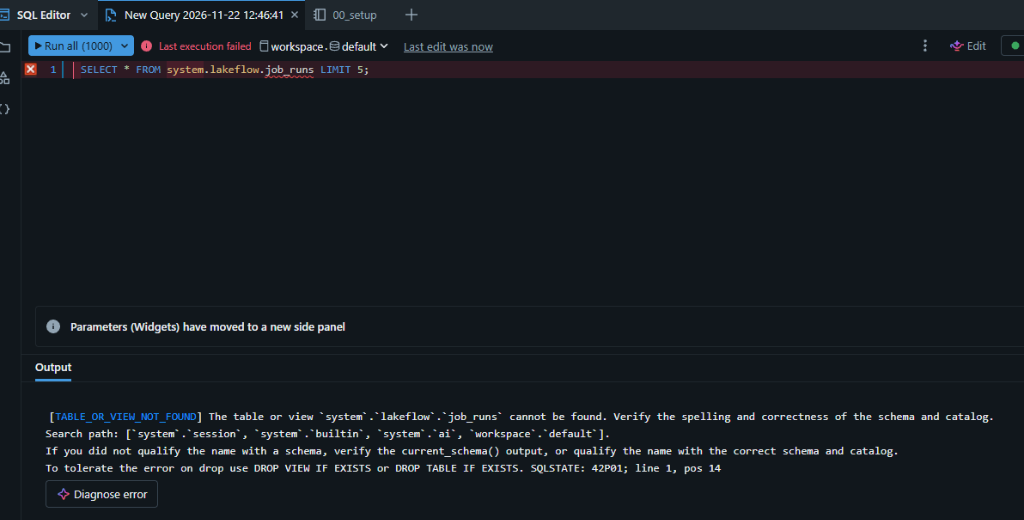 SQL Editor New Query 2026-11-22 12:46:41 00_setup
Run all (1000) Last execution failed workspace. default Last edit was now Edit
1 SELECT * FROM system.lakeflow.job_runs LIMIT 5;
Parameters (Widgets) have moved to a new side panel
Output
[TABLE_OR_VIEW_NOT_FOUND] The table or view `system`.`lakeflow`.`job_runs` cannot be found. Verify the spelling and correctness of the schema and catalog.
Search path: [`system`.`session`, `system`.`builtin`, `system`.`ai`, `workspace`.`default`].
If you did not qualify the name with a schema, verify the current_schema() output, or qualify the name with the correct schema and catalog.
To tolerate the error on drop use DROP VIEW IF EXISTS or DROP TABLE IF EXISTS. SQLSTATE: 42P01; line 1, pos 14
Diagnose error